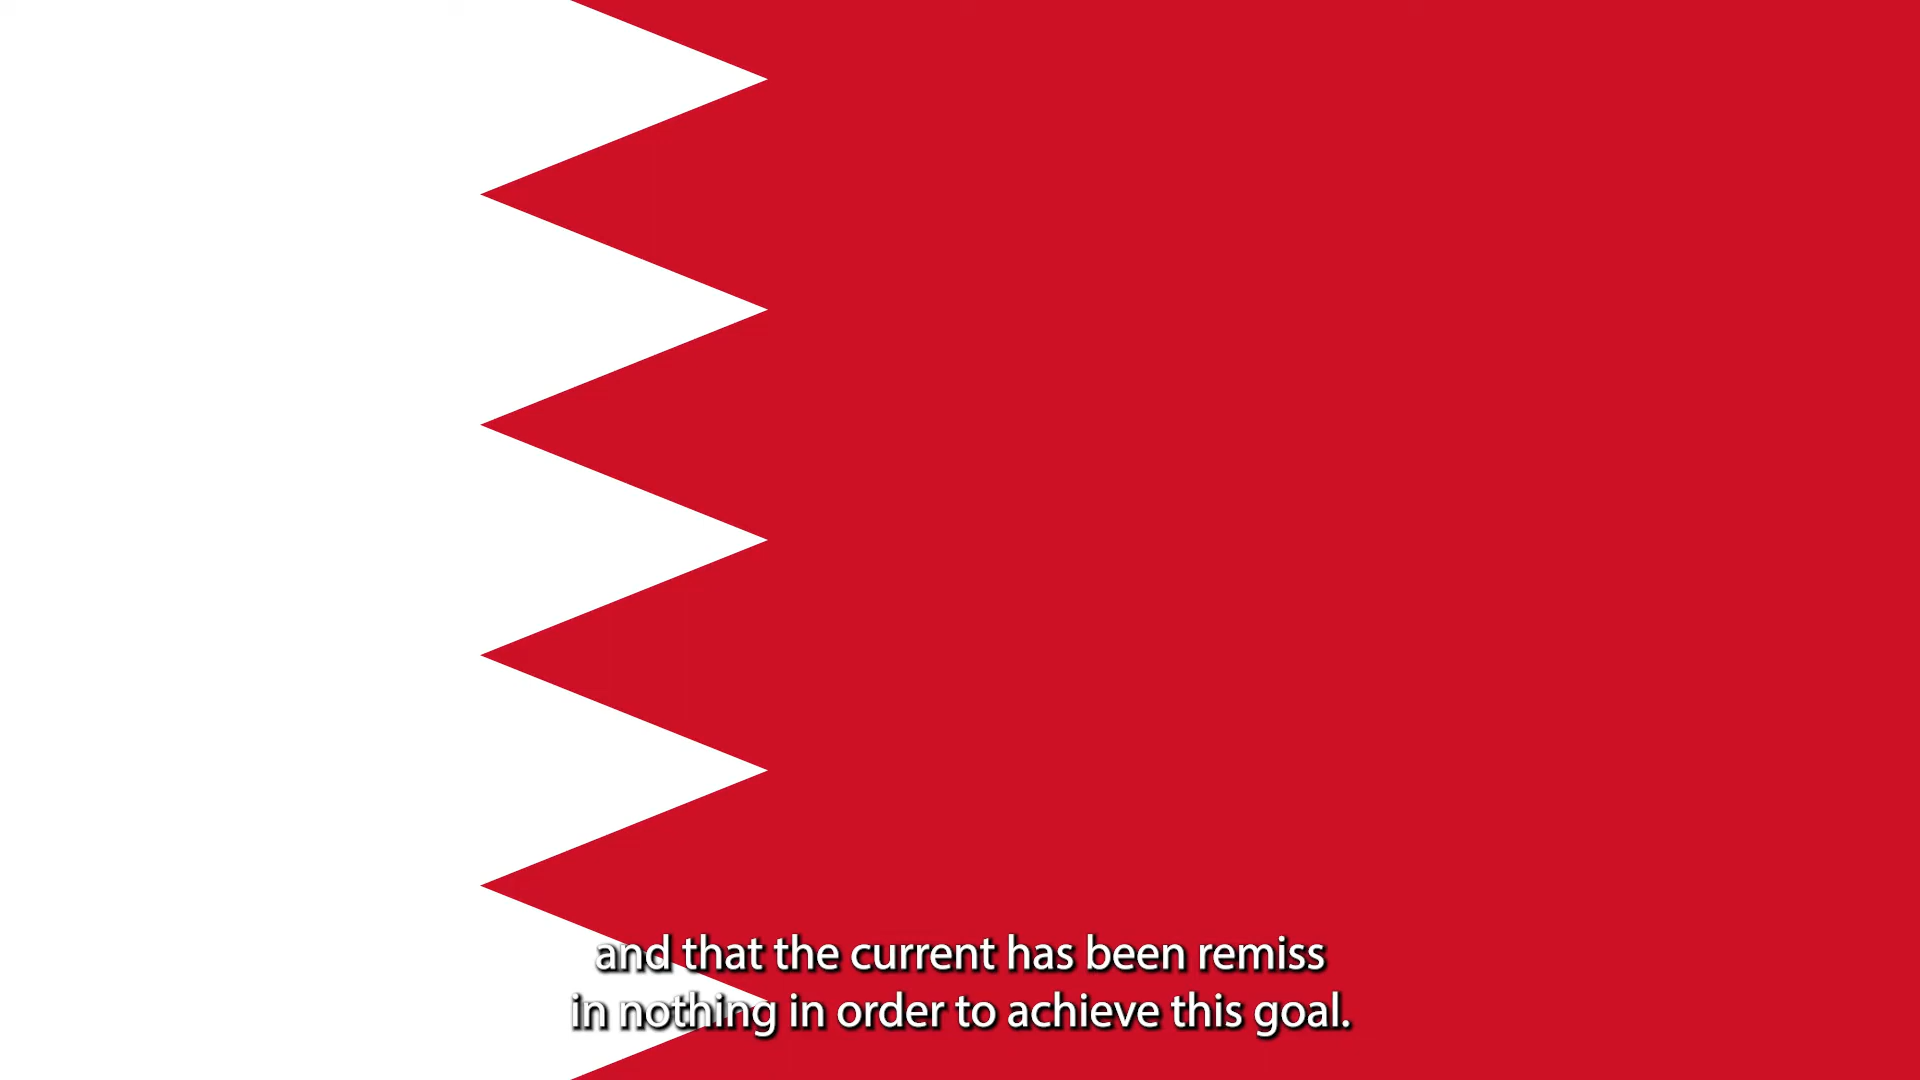 and that the current has been remiss
in nothing in order to achieve this goal.